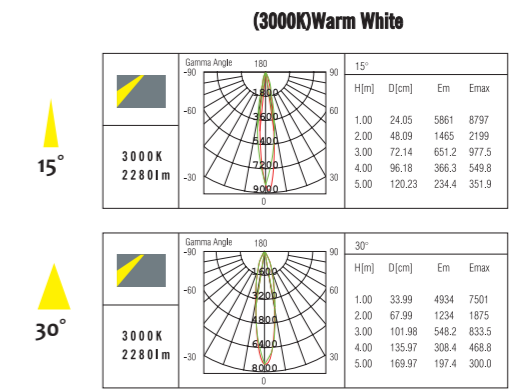 (3000K)Warm White
15°
3000K
2280lm
Gamma Angle 180
-90 90
1800
-60 3600 60
5400
7200
-30 30
9000
0
15°
H[m] D[cm] Em Emax
1.00 24.05 5861 8797
2.00 48.09 1465 2199
3.00 72.14 651.2 977.5
4.00 96.18 366.3 549.8
5.00 120.23 234.4 351.9
30°
3000K
2280lm
Gamma Angle 180
-90 90
1600
-60 3200 60
4800
6400
-30 30
8000
0
30°
H[m] D[cm] Em Emax
1.00 33.99 4934 7501
2.00 67.99 1234 1875
3.00 101.98 548.2 833.5
4.00 135.97 308.4 468.8
5.00 169.97 197.4 300.0